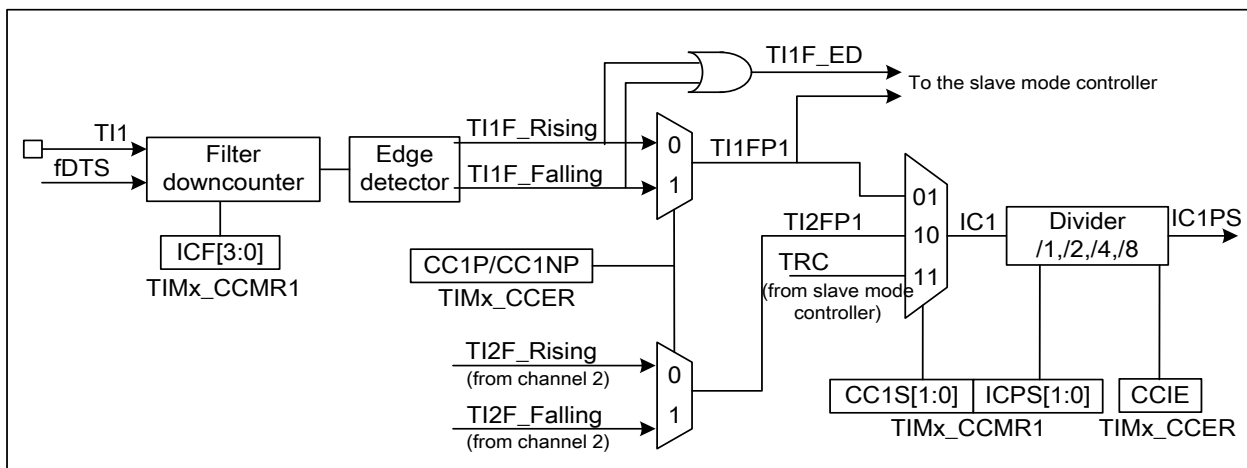 TI1F_ED
To the slave mode controller
TI1
fDTS
Filter
downcounter
Edge
detector
TI1F_Rising
TI1F_Falling
0
1
TI1FP1
ICF[3:0]
TIMx_CCMR1
CC1P/CC1NP
TIMx_CCER
TI2F_Rising
(from channel 2)
TI2F_Falling
(from channel 2)
0
1
TI2FP1
TRC
(from slave mode
controller)
01
10
11
IC1
Divider
/1,/2,/4,/8
IC1PS
CC1S[1:0]
ICPS[1:0]
TIMx_CCMR1
CCIE
TIMx_CCER